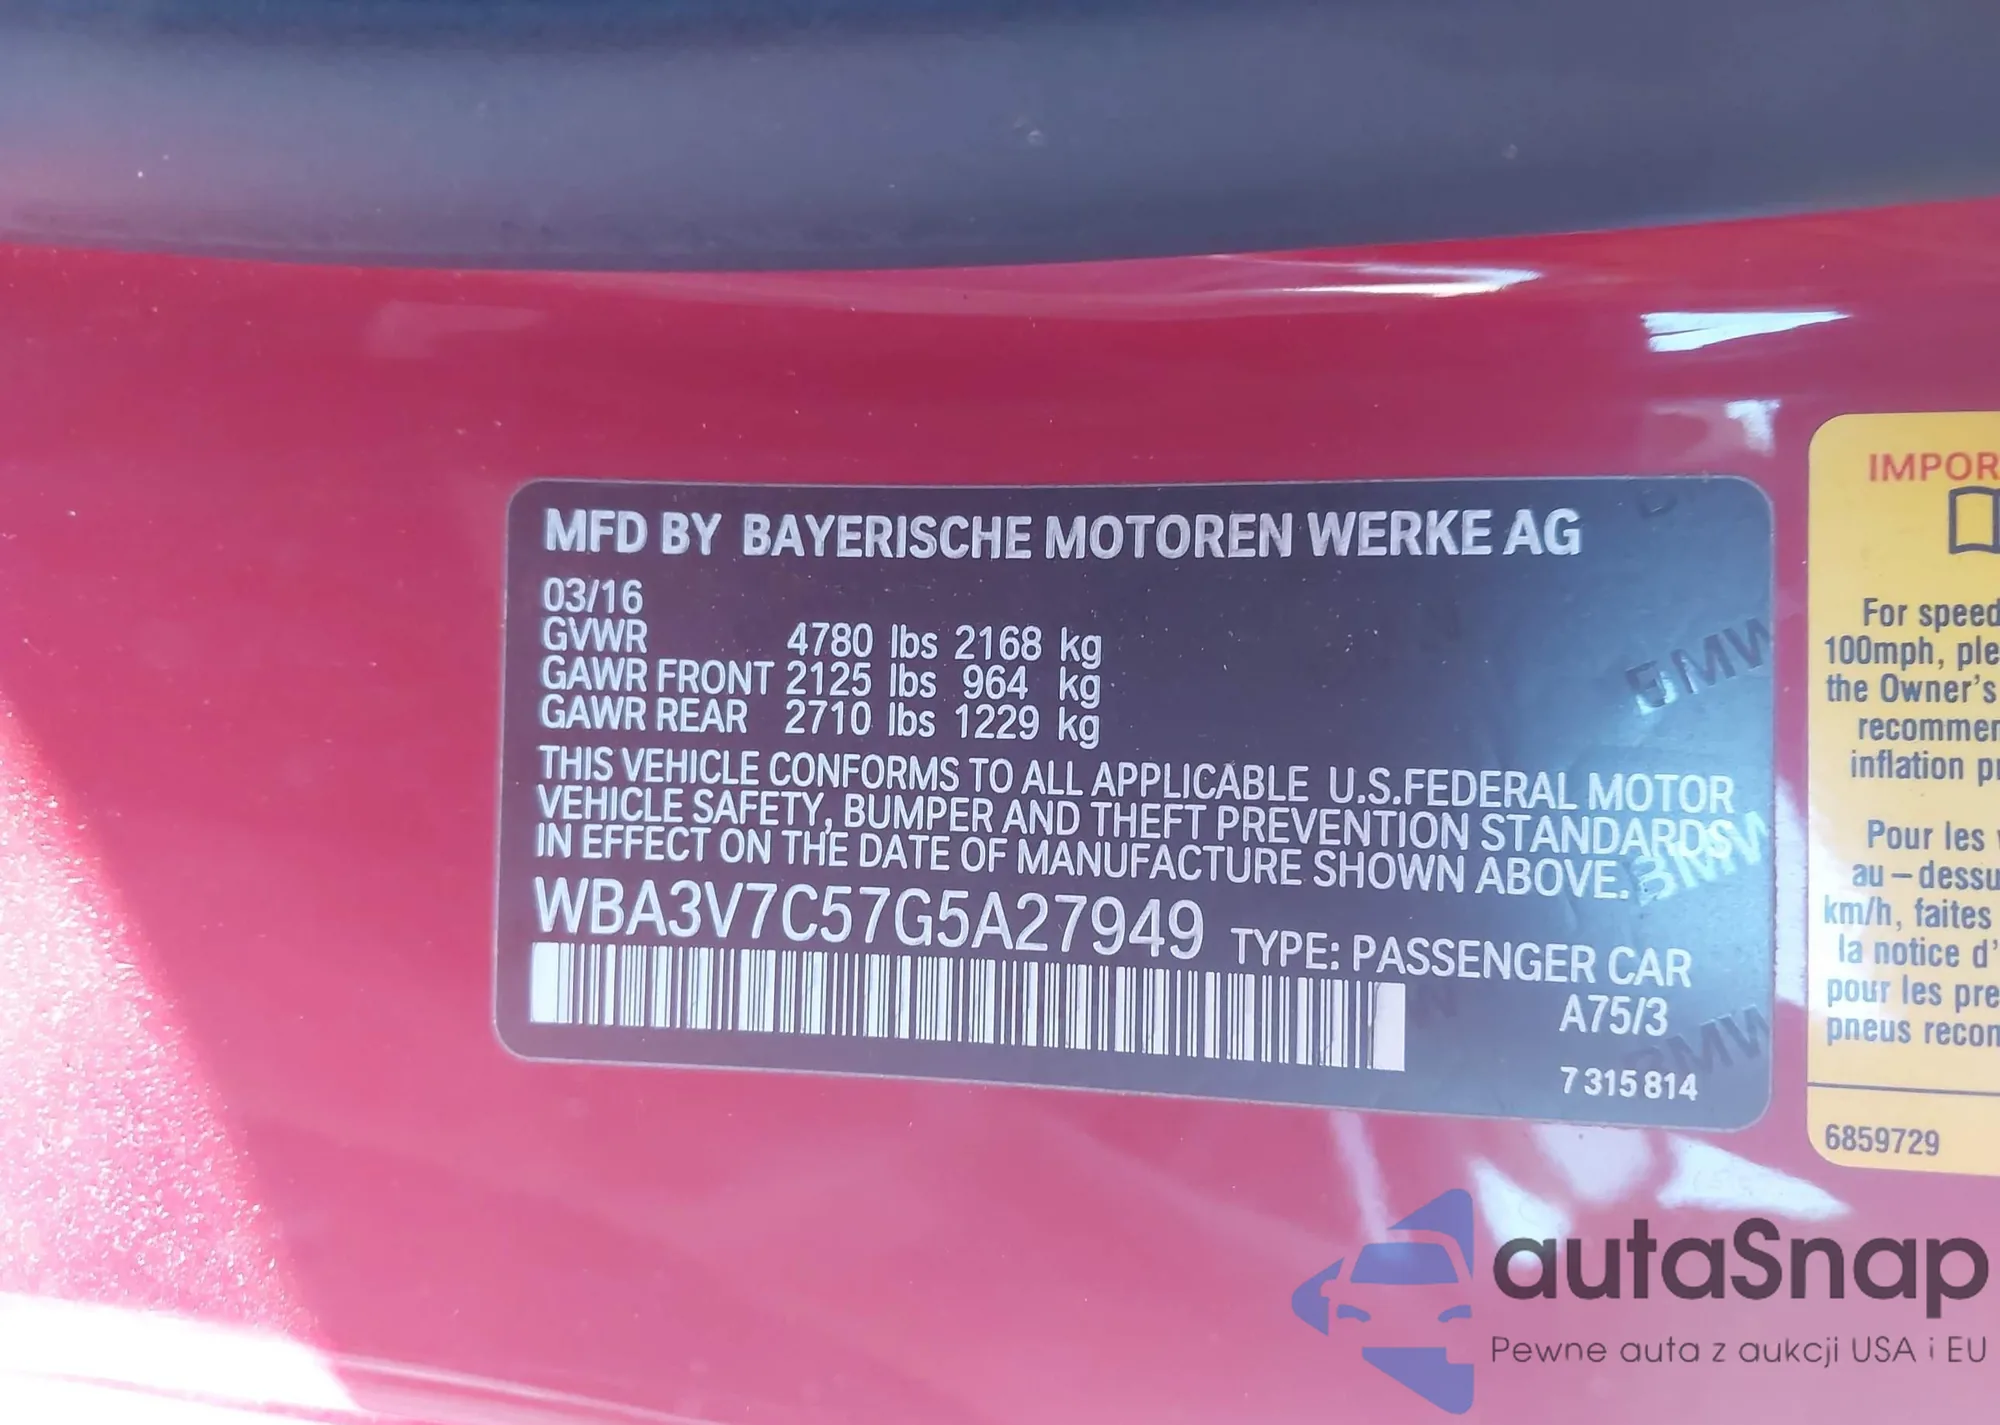 MFD BY BAYERISCHE MOTOREN WERKE AG
03/16
GVWR 4780 lbs 2168 kg
GAWR FRONT 2125 lbs 964 kg
GAWR REAR 2710 lbs 1229 kg
THIS VEHICLE CONFORMS TO ALL APPLICABLE U.S.FEDERAL MOTOR
VEHICLE SAFETY, BUMPER AND THEFT PREVENTION STANDARDS
IN EFFECT ON THE DATE OF MANUFACTURE SHOWN ABOVE.
WBA3V7C57G5A27949 TYPE: PASSENGER CAR
A75/3
7 315 814
BMW
BMW
BMW
IMPOR
For speed
100mph, ple
the Owner's
recommen
inflation pr
Pour les
au – dessu
km/h, faites
la notice d'
pour les pre
pneus recon
6859729
autaSnap
Pewne auta z aukcji USA i EU